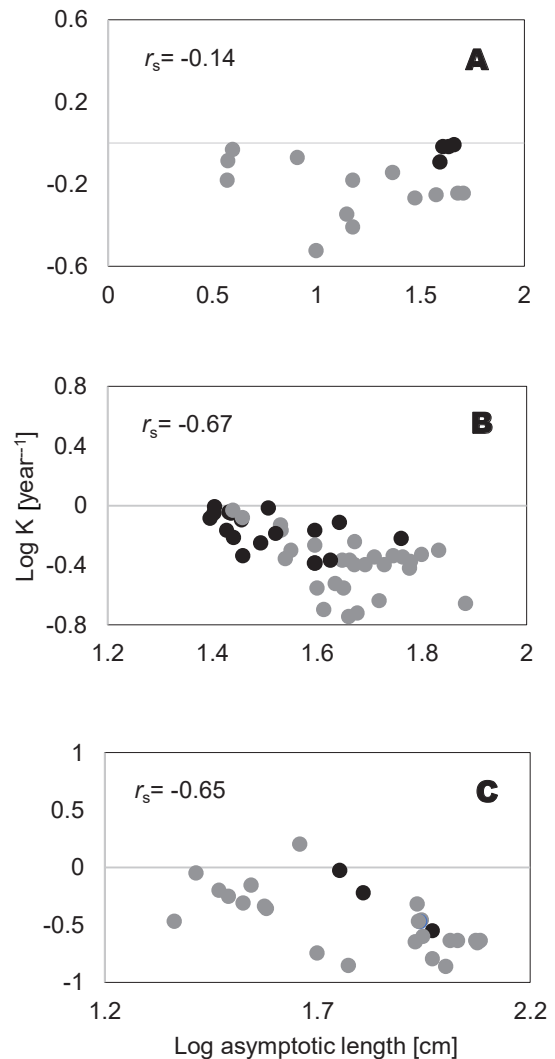 0.6
r_s= -0.14
A
0.2
-0.2
-0.6
0 0.5 1 1.5 2
0.8
r_s= -0.67
B
0.4
0
-0.4
-0.8
1.2 1.4 1.6 1.8 2
Log K [year⁻¹]
1
r_s= -0.65
C
0.5
0
-0.5
-1
1.2 1.7 2.2
Log asymptotic length [cm]